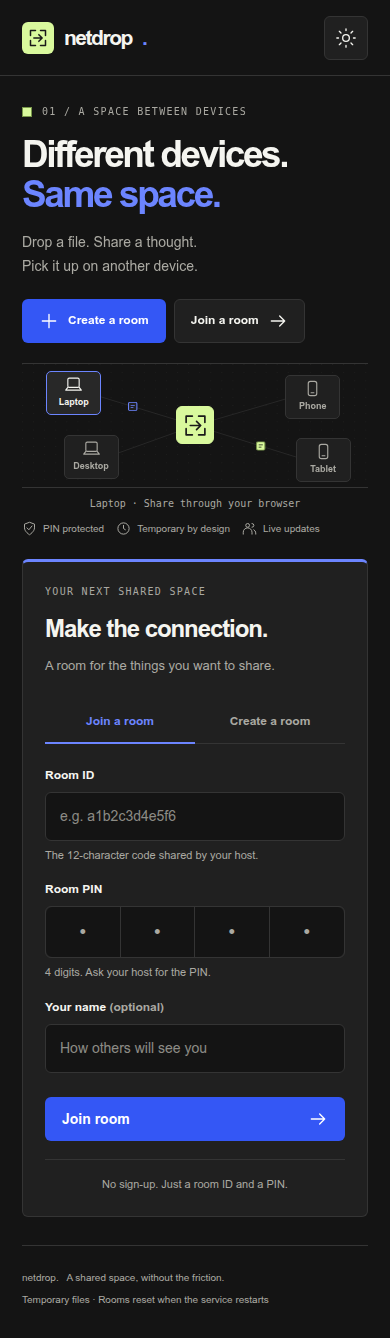 netdrop .
01 / A SPACE BETWEEN DEVICES
Different devices.
Same space.
Drop a file. Share a thought.
Pick it up on another device.
Create a room
Join a room
Laptop
Phone
Desktop
Tablet
Laptop · Share through your browser
PIN protected
Temporary by design
Live updates
YOUR NEXT SHARED SPACE
Make the connection.
A room for the things you want to share.
Join a room
Create a room
Room ID
e.g. a1b2c3d4e5f6
The 12-character code shared by your host.
Room PIN
• • • •
4 digits. Ask your host for the PIN.
Your name (optional)
How others will see you
Join room
No sign-up. Just a room ID and a PIN.
netdrop. A shared space, without the friction.
Temporary files · Rooms reset when the service restarts